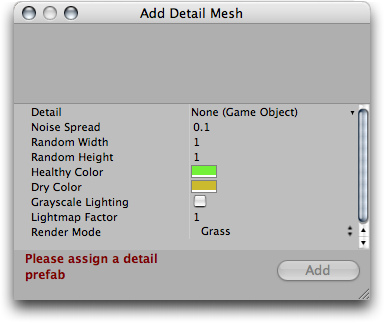 Add Detail Mesh
Detail None (Game Object)
Noise Spread 0.1
Random Width 1
Random Height 1
Healthy Color
Dry Color
Grayscale Lighting
Lightmap Factor 1
Render Mode Grass
Please assign a detail
prefab
Add